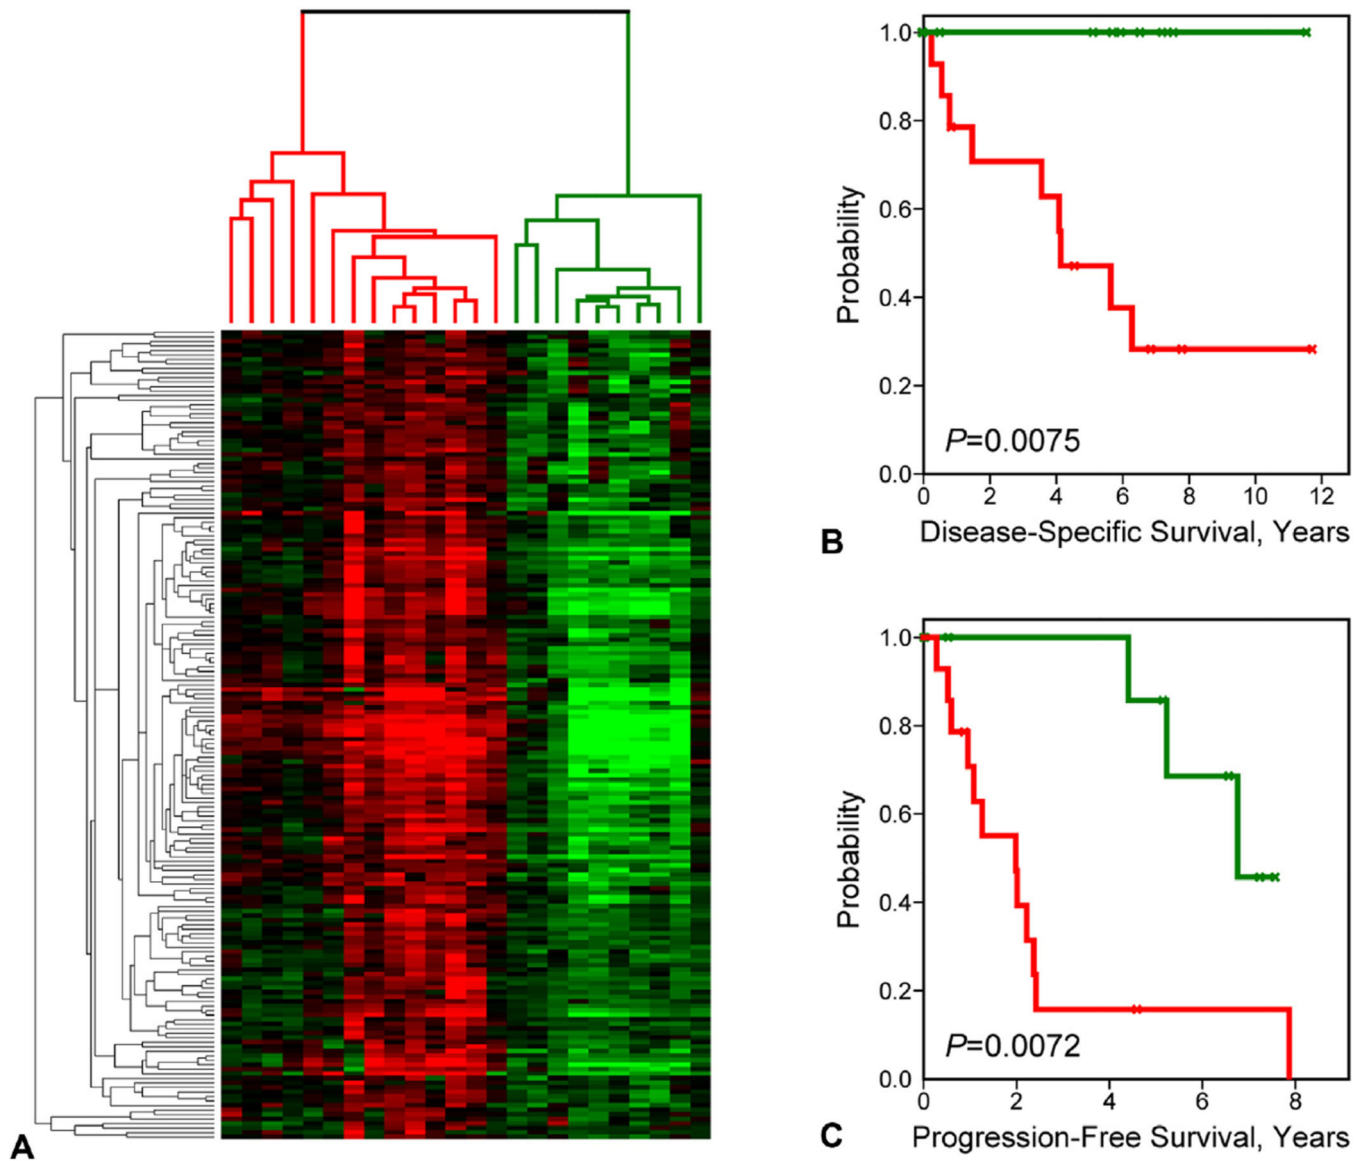 A
1.0
0.8
0.6
0.4
0.2
0.0
Probability
P=0.0075
0 2 4 6 8 10 12
B Disease-Specific Survival, Years
1.0
0.8
0.6
0.4
0.2
0.0
Probability
P=0.0072
0 2 4 6 8
C Progression-Free Survival, Years